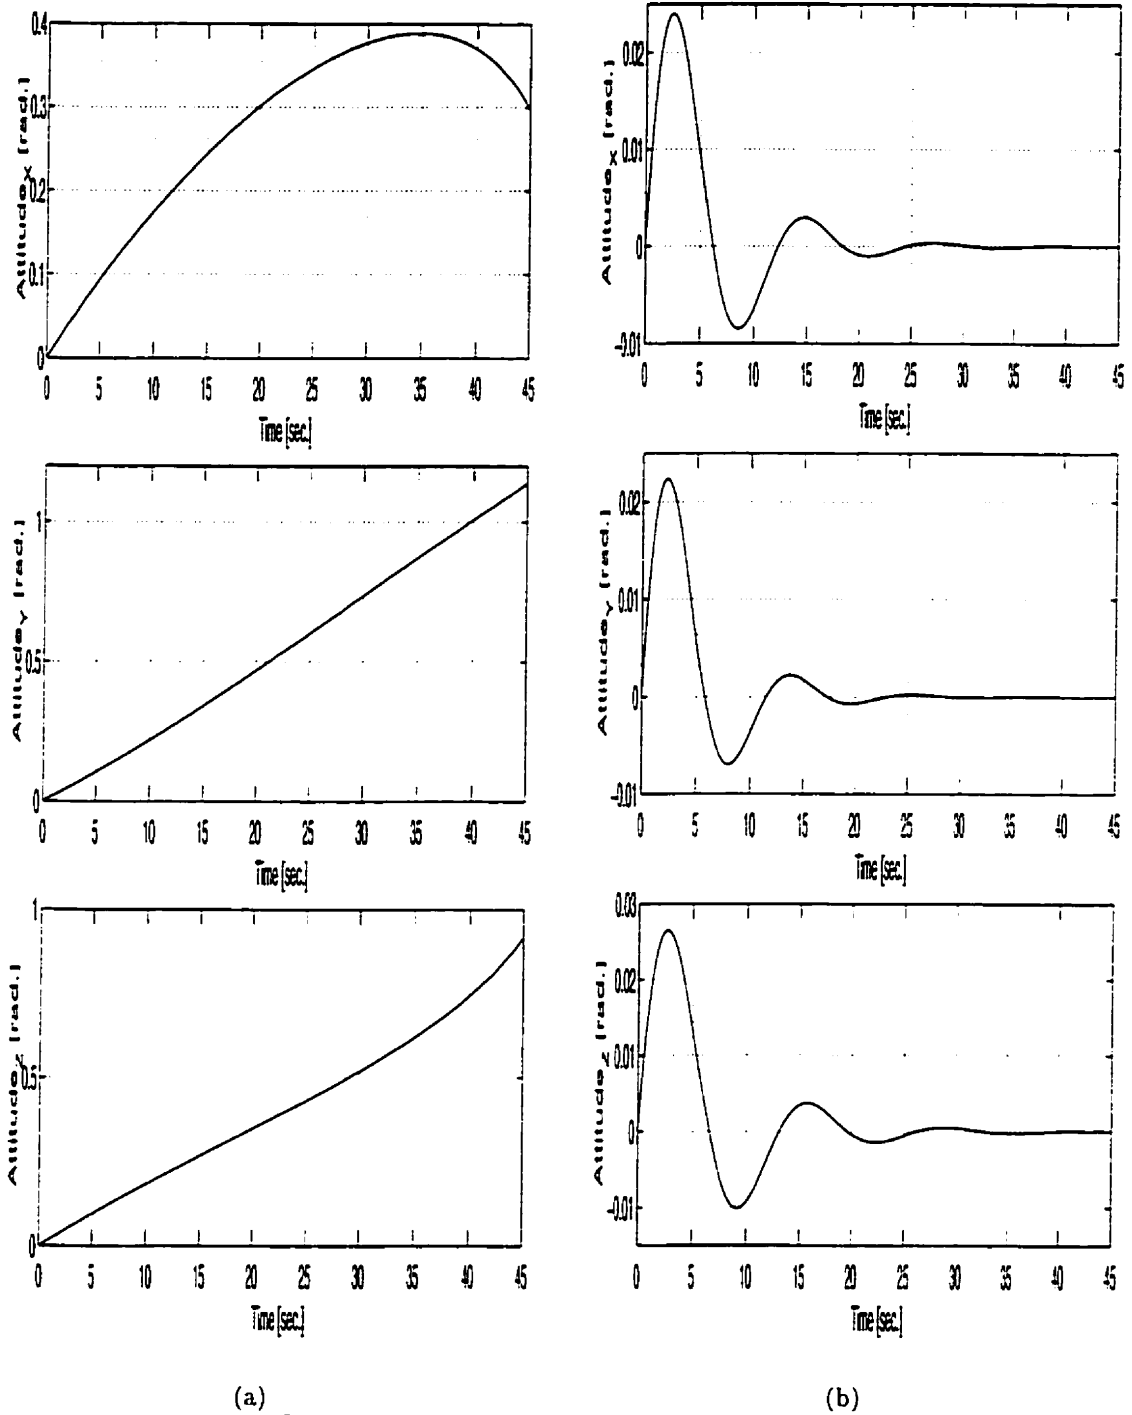 0.4
0.3
0.2
0.1
0
Attitude_X [rad.]
0 5 10 15 20 25 30 35 40 45
Time [sec.]
0.02
0.01
0
-0.01
Attitude_X [rad.]
0 5 10 15 20 25 30 35 40 45
Time [sec.]
1
0.5
0
Attitude_Y [rad.]
0 5 10 15 20 25 30 35 40 45
Time [sec.]
0.02
0.01
0
-0.01
Attitude_Y [rad.]
0 5 10 15 20 25 30 35 40 45
Time [sec.]
1
0.5
0
Attitude_Z [rad.]
0 5 10 15 20 25 30 35 40 45
Time [sec.]
0.03
0.02
0.01
0
-0.01
Attitude_Z [rad.]
0 5 10 15 20 25 30 35 40 45
Time [sec.]
(a)
(b)